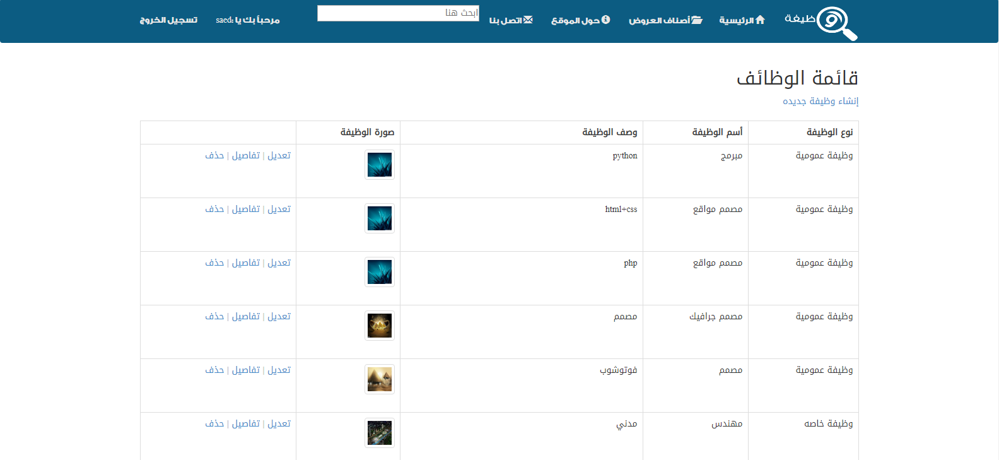 وظيفة الرئيسية أصناف العروض حول الموقع اتصل بنا ابحث هنا مرحباً بك يا :saed تسجيل الخروج
قائمة الوظائف
إنشاء وظيفة جديده
نوع الوظيفة أسم الوظيفة وصف الوظيفة صورة الوظيفة
وظيفة عمومية مبرمج python تعديل | تفاصيل | حذف
وظيفة عمومية مصمم مواقع html+css تعديل | تفاصيل | حذف
وظيفة عمومية مصمم مواقع php تعديل | تفاصيل | حذف
وظيفة عمومية مصمم جرافيك مصمم تعديل | تفاصيل | حذف
وظيفة عمومية مصمم فوتوشوب تعديل | تفاصيل | حذف
وظيفة خاصه مهندس مدني تعديل | تفاصيل | حذف